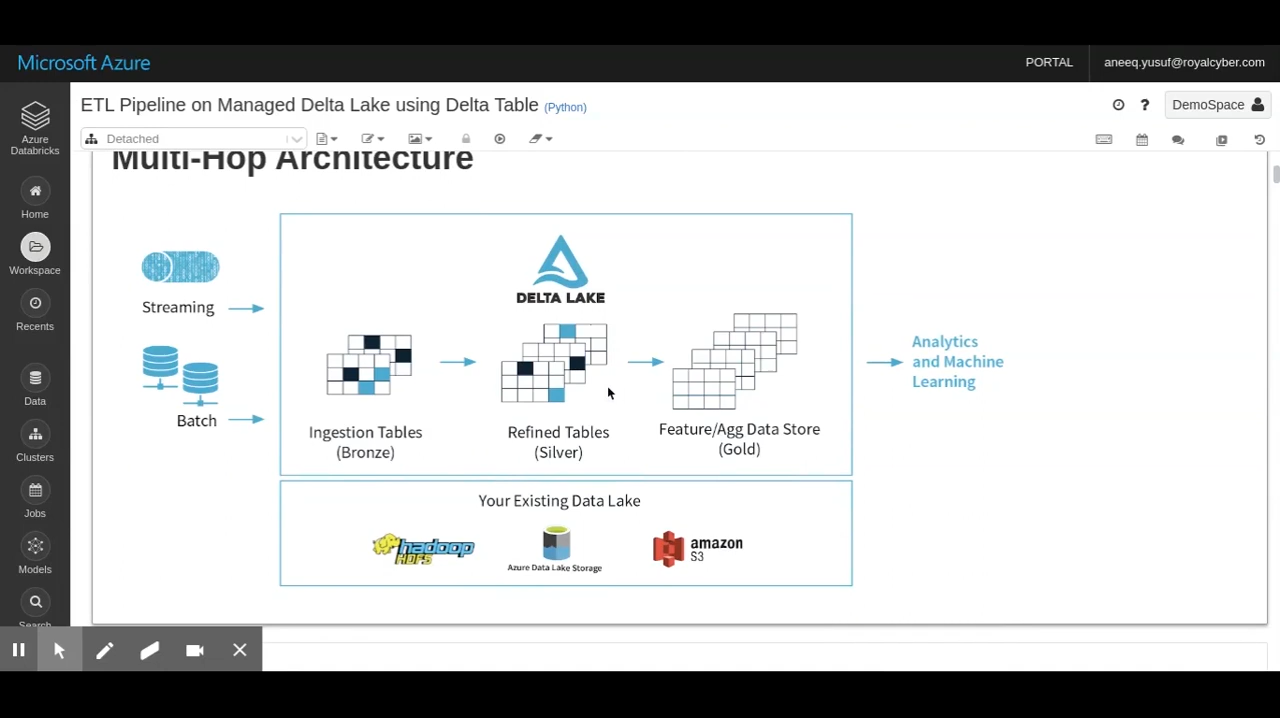 Microsoft Azure
PORTAL
aneeq.yusuf@royalcyber.com
Azure
Databricks
Home
Workspace
Recents
Data
Clusters
Jobs
Models
Search
ETL Pipeline on Managed Delta Lake using Delta Table (Python)
?
DemoSpace
Detached
Multi-Hop Architecture
Streaming
Batch
DELTA LAKE
Ingestion Tables
(Bronze)
Refined Tables
(Silver)
Feature/Agg Data Store
(Gold)
Analytics
and Machine
Learning
Your Existing Data Lake
hadoop
HDFS
Azure Data Lake Storage
amazon
S3